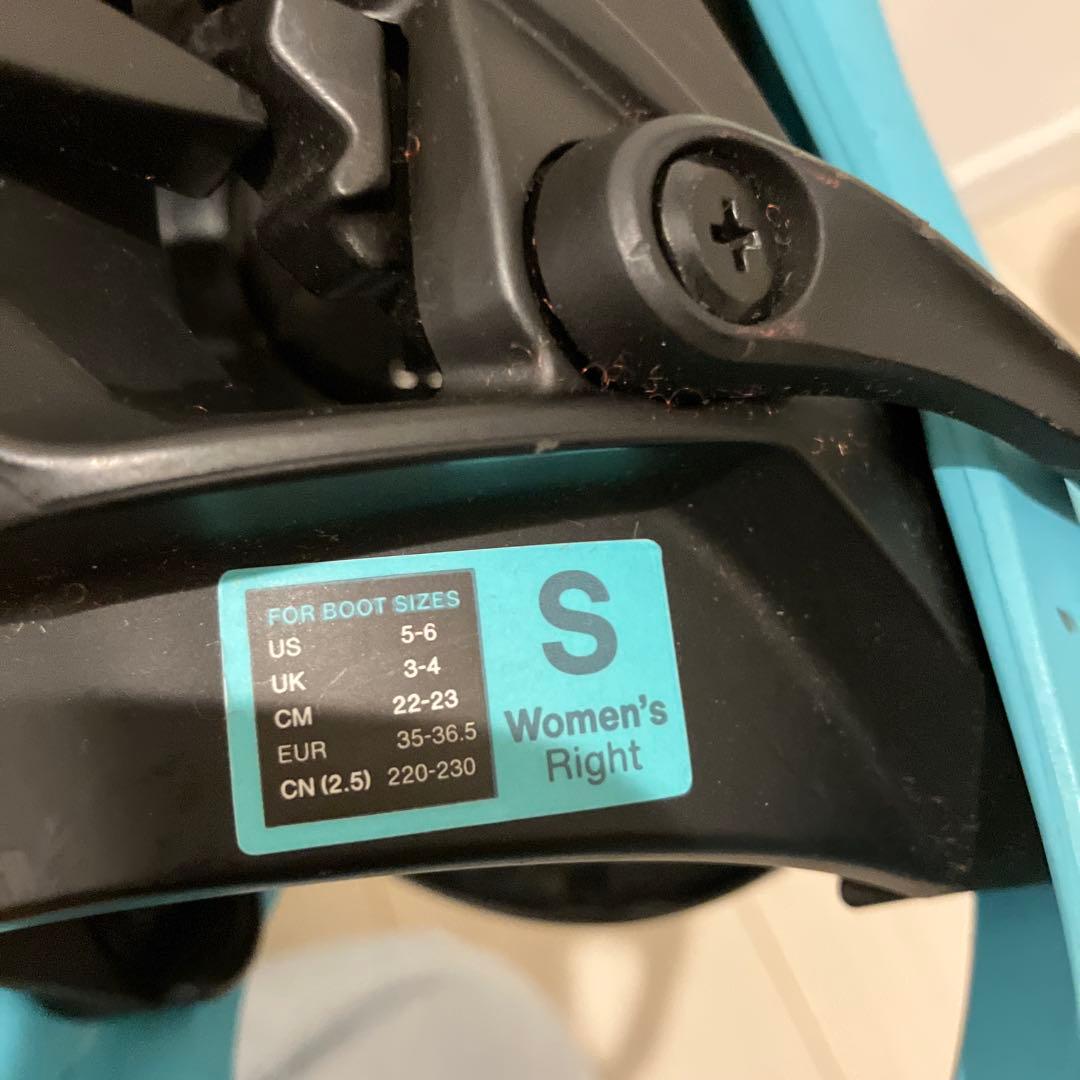 FOR BOOT SIZES
US 5-6
UK 3-4
CM 22-23
EUR 35-36.5
CN (2.5) 220-230
S
Women's
Right